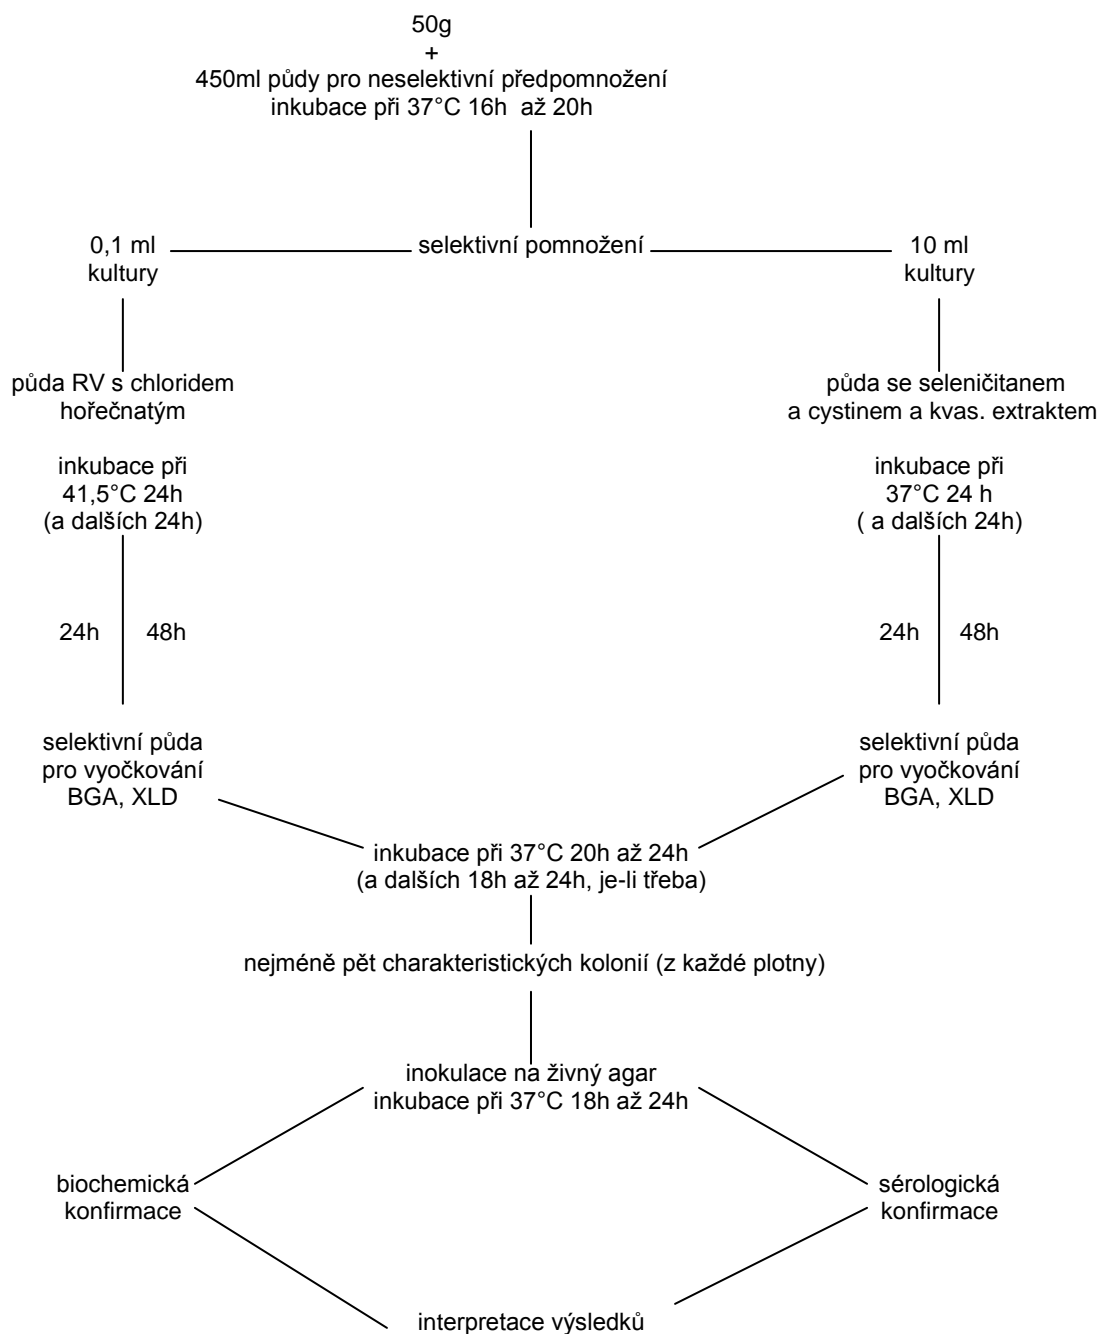 50g
+
450ml půdy pro neselektivní předpomnožení
inkubace při 37°C 16h až 20h
0,1 ml
kultury
selektivní pomnožení
10 ml
kultury
půda RV s chloridem
hořečnatým
půda se seleničitanem
a cystinem a kvas. extraktem
inkubace při
41,5°C 24h
(a dalších 24h)
inkubace při
37°C 24 h
( a dalších 24h)
24h 48h
24h 48h
selektivní půda
pro vyočkování
BGA, XLD
selektivní půda
pro vyočkování
BGA, XLD
inkubace při 37°C 20h až 24h
(a dalších 18h až 24h, je-li třeba)
nejméně pět charakteristických kolonií (z každé plotny)
inokulace na živný agar
inkubace při 37°C 18h až 24h
biochemická
konfirmace
sérologická
konfirmace
interpretace výsledků